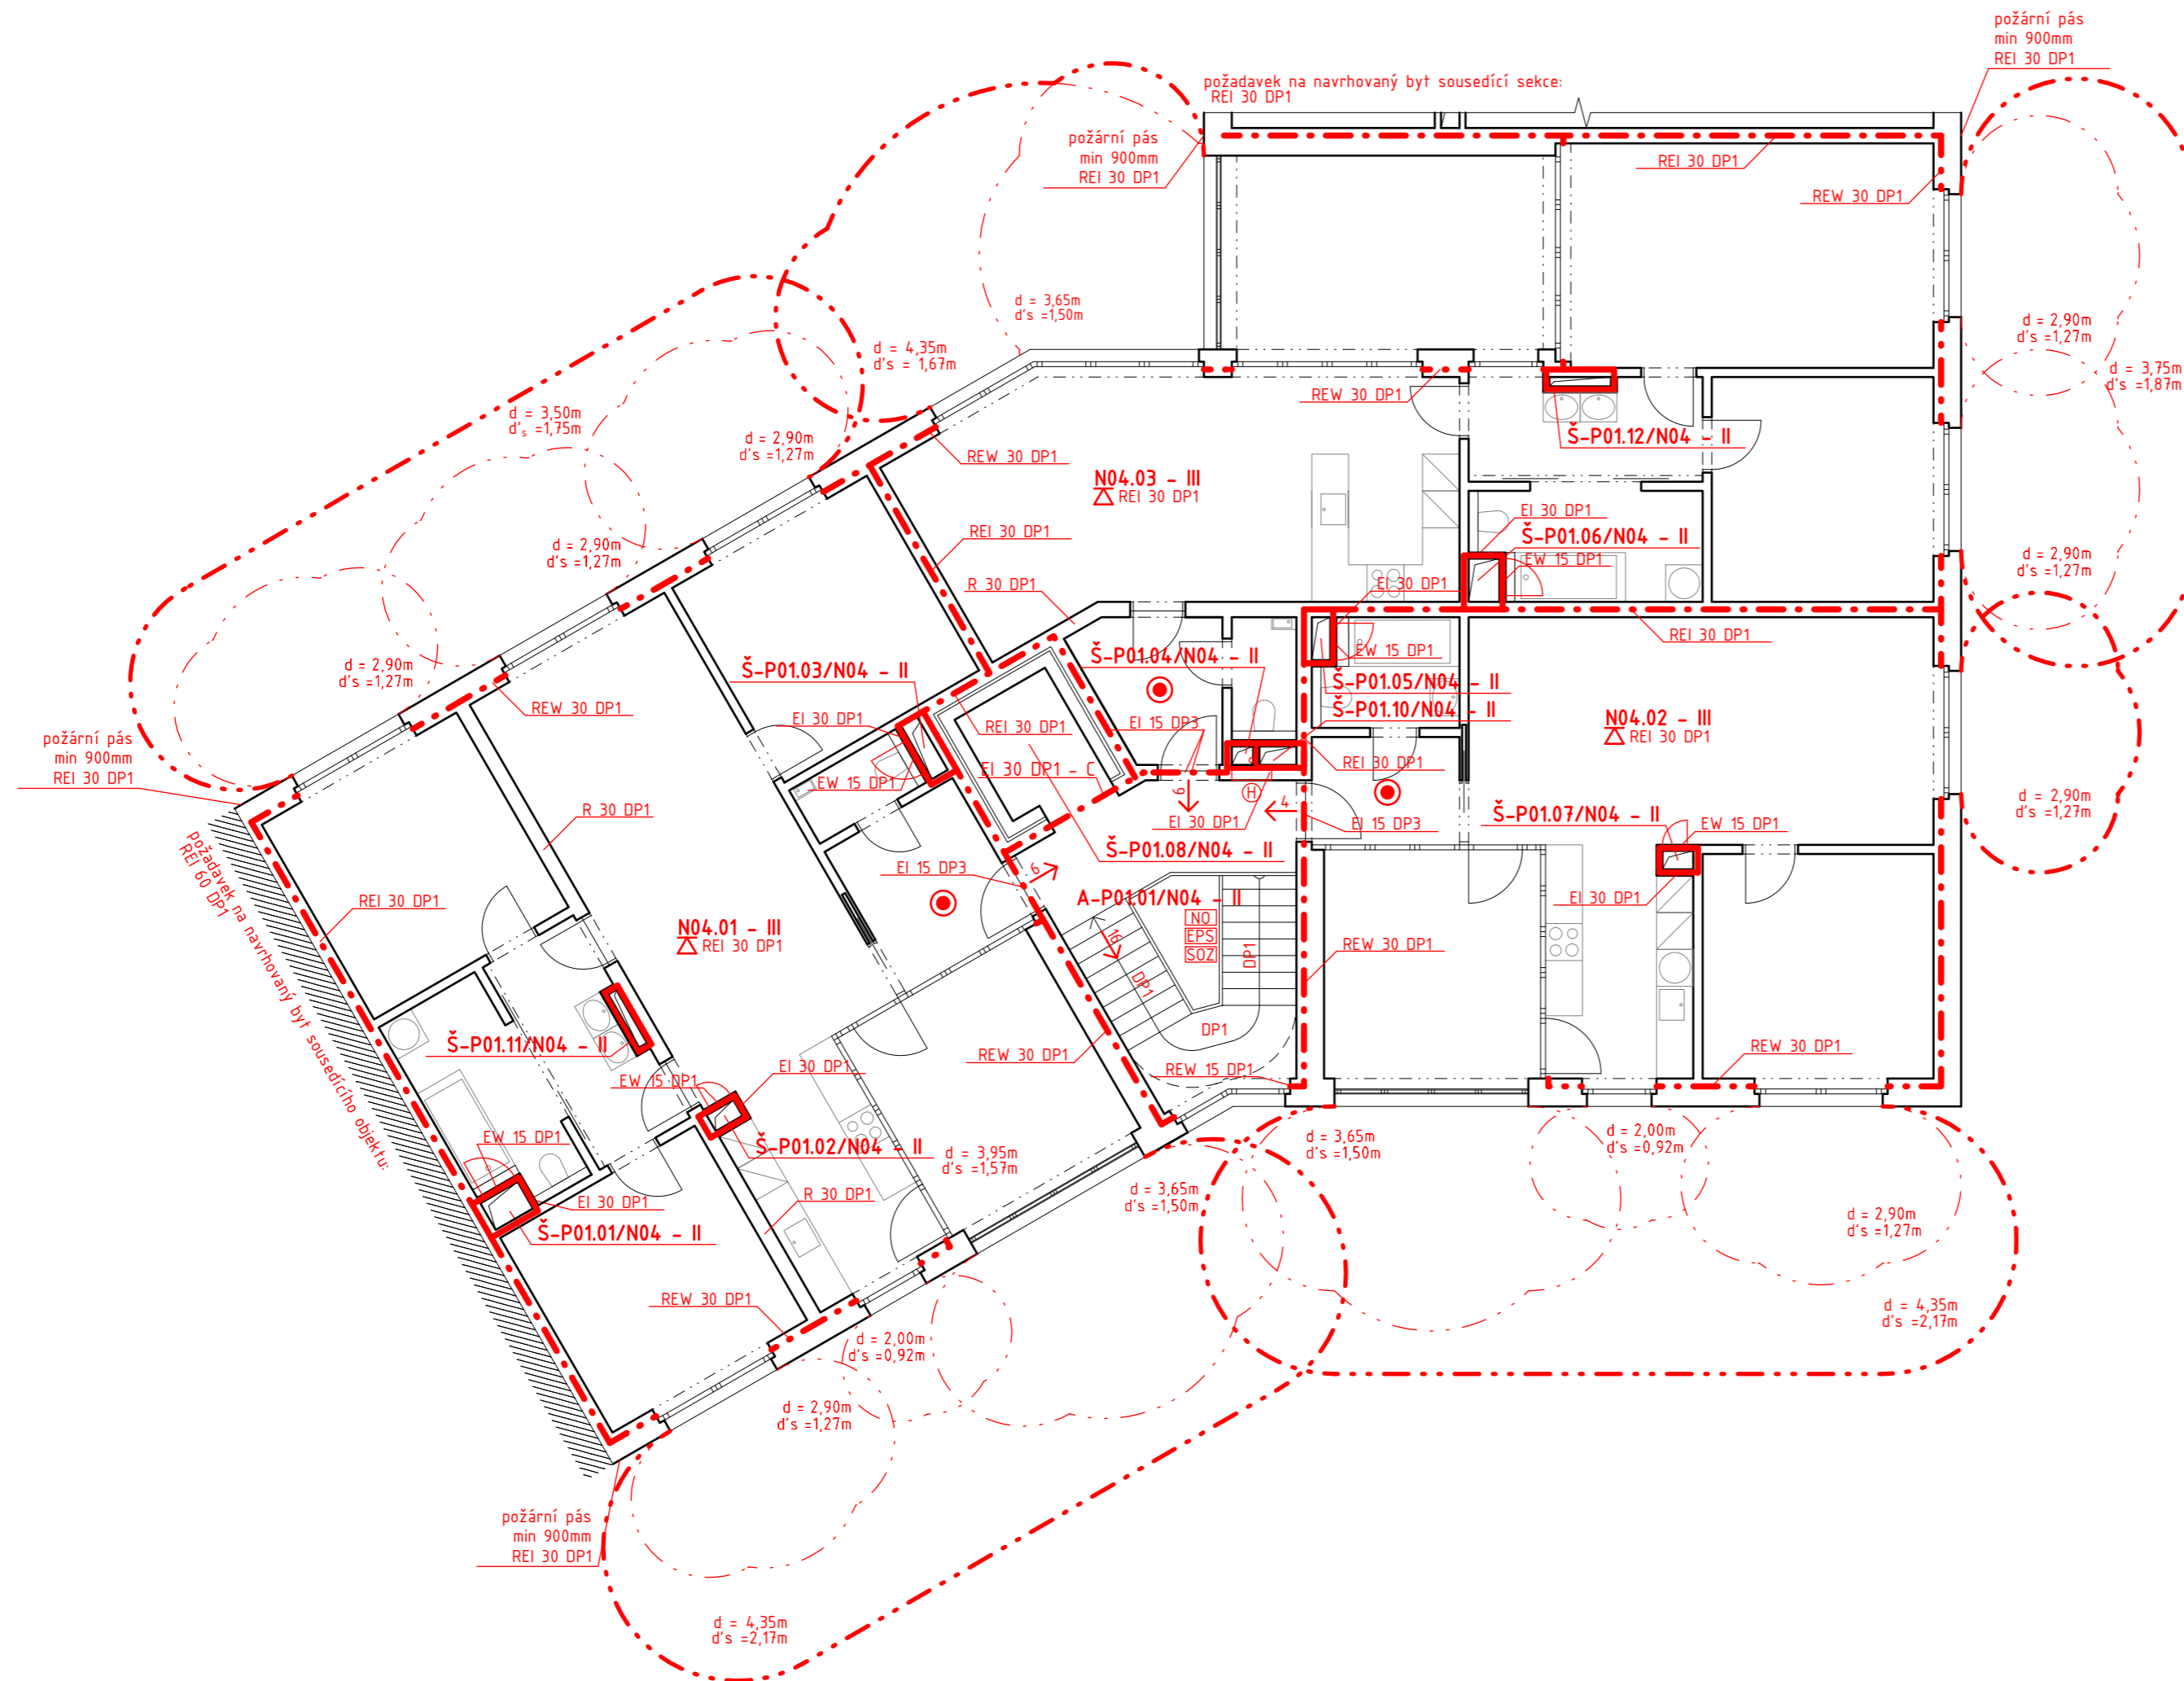 požární pás
min 900mm
REI 30 DP1
požadavek na navrhovaný byt sousedící sekce:
REI 30 DP1
požární pás
min 900mm
REI 30 DP1
REI 30 DP1
REW 30 DP1
d = 3,65m
d's =1,50m
d = 4,35m
d's = 1,67m
d = 2,90m
d's =1,27m
d = 3,75m
d's =1,87m
REW 30 DP1
d = 3,50m
d's =1,75m
d = 2,90m
d's =1,27m
Š-P01.12/N04 - II
REW 30 DP1
N04.03 - III
REI 30 DP1
EI 30 DP1
Š-P01.06/N04 - II
EW 15 DP1
REI 30 DP1
d = 2,90m
d's =1,27m
d = 2,90m
d's =1,27m
EI 30 DP1
R 30 DP1
REI 30 DP1
Š-P01.04/N04 - II
EW 15 DP1
Š-P01.03/N04 - II
d = 2,90m
d's =1,27m
Š-P01.05/N04 - II
REW 30 DP1
Š-P01.10/N04 - II
N04.02 - III
REI 30 DP1
EI 30 DP1
REI 30 DP1
EI 15 DP3
požární pás
min 900mm
REI 30 DP1
EI 30 DP1 - C
REI 30 DP1
EW 15 DP1
6
H
4
d = 2,90m
d's =1,27m
R 30 DP1
EI 30 DP1
EI 15 DP3
Š-P01.07/N04 - II
EW 15 DP1
Š-P01.08/N04 - II
EI 15 DP3
6
požadavek na navrhovaný byt sousedícího objektu:
REI 60 DP1
REI 30 DP1
A-P01.01/N04 - II
EI 30 DP1
NO
EPS
SOZ
N04.01 - III
REI 30 DP1
16
DP1
DP1
DP1
REW 30 DP1
Š-P01.11/N04 - II
REW 30 DP1
REW 15 DP1
REW 30 DP1
EI 30 DP1
EW 15 DP1
EW 15 DP1
Š-P01.02/N04 - II
d = 3,95m
d's =1,57m
d = 3,65m
d's =1,50m
d = 2,00m
d's =0,92m
EI 30 DP1
R 30 DP1
d = 3,65m
d's =1,50m
d = 2,90m
d's =1,27m
Š-P01.01/N04 - II
REW 30 DP1
d = 4,35m
d's =2,17m
d = 2,00m
d's =0,92m
d = 2,90m
d's =1,27m
požární pás
min 900mm
REI 30 DP1
d = 4,35m
d's =2,17m